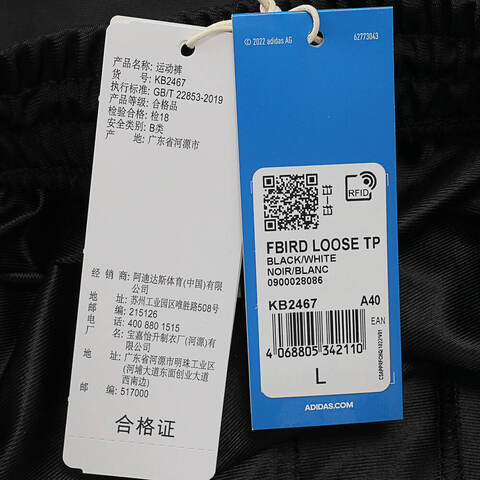 产品名称: 运动裤
货 号: KB2467
执行标准: GB/T 22853-2019
产品等级: 合格品
检验合格: 检18
安全类别: B类
产 地: 广东省河源市
经 销 商: 阿迪达斯体育(中国)有限公司
地 址: 苏州工业园区唯胜路508号
邮 编: 215126
电 话: 400 880 1515
厂 名: 宝嘉怡升制衣厂(河源)有限公司
地 址: 广东省河源市明珠工业区(河埔大道东面创业大道西南边)
邮 编: 517000
合格证
© 2022 adidas AG
62773043
RFID
FBIRD LOOSE TP
BLACK/WHITE
NOIR/BLANC
0900028086
KB2467 A40
EAN
4 068805 342110
L
ADIDAS.COM